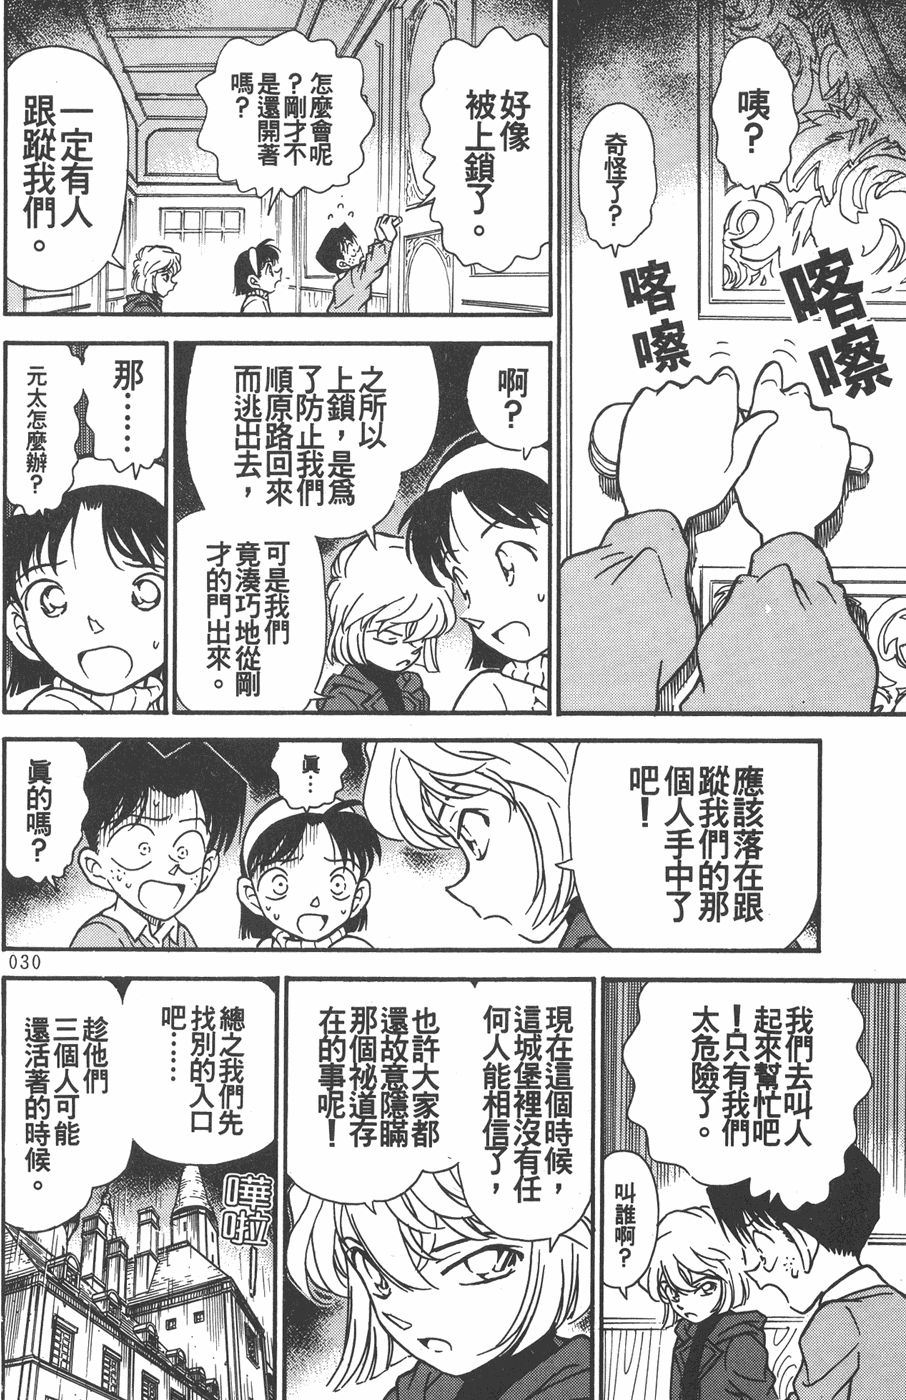 咦?
奇怪了?
喀
嚓
喀
嚓
好像
被上鎖了。
怎麼會呢
?剛才不
是還開著
嗎?
一定有人
跟蹤我們。
啊?
之所以
上鎖，是爲
了防止我們
順原路回來
而逃出去，
可是我們
竟湊巧地從剛
才的門出來。
那……
元太怎麼辦?
應該落在跟
蹤我們的那
個人手中了
吧!
眞…
眞的嗎?
我們去叫人
起來幫忙吧
!只有我們
太危險了。
叫誰啊?
現在這個時候，
這城堡裡沒有任
何人能相信了，
也許大家都
還故意隱瞞
那個祕道存
在的事呢!
總之我們先
找別的入口
吧……
趁他們
三個人可能
還活著的時候。
嘩
啦
030